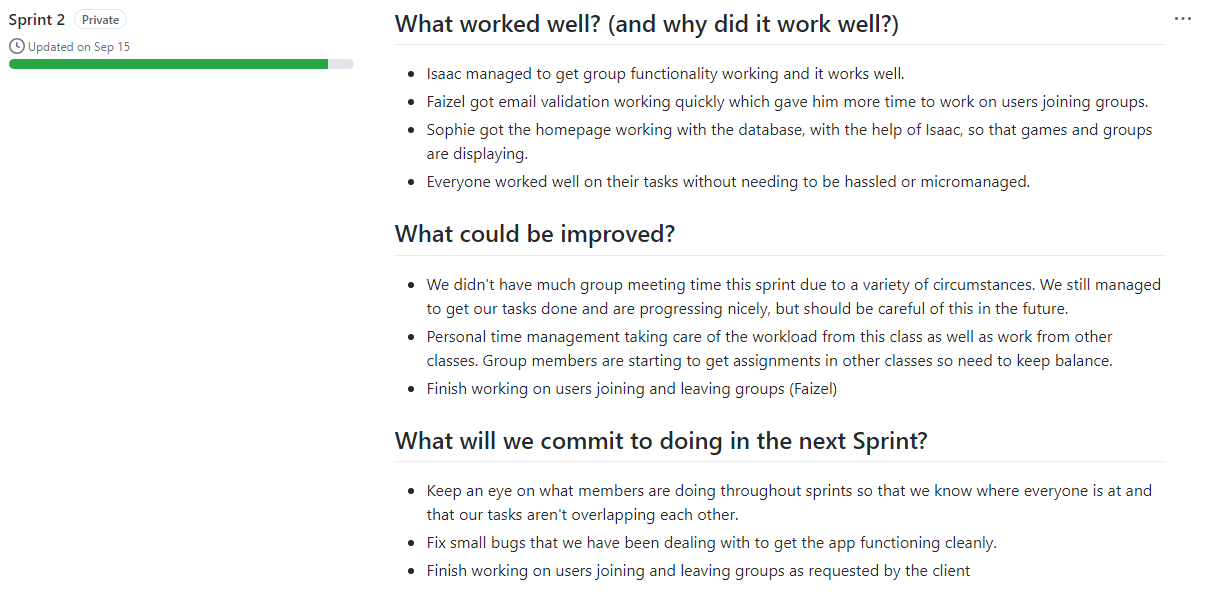 Sprint 2 Private
Updated on Sep 15
What worked well? (and why did it work well?)
Isaac managed to get group functionality working and it works well.
Faizel got email validation working quickly which gave him more time to work on users joining groups.
Sophie got the homepage working with the database, with the help of Isaac, so that games and groups
are displaying.
Everyone worked well on their tasks without needing to be hassled or micromanaged.
What could be improved?
We didn't have much group meeting time this sprint due to a variety of circumstances. We still managed
to get our tasks done and are progressing nicely, but should be careful of this in the future.
Personal time management taking care of the workload from this class as well as work from other
classes. Group members are starting to get assignments in other classes so need to keep balance.
Finish working on users joining and leaving groups (Faizel)
What will we commit to doing in the next Sprint?
Keep an eye on what members are doing throughout sprints so that we know where everyone is at and
that our tasks aren't overlapping each other.
Fix small bugs that we have been dealing with to get the app functioning cleanly.
Finish working on users joining and leaving groups as requested by the client